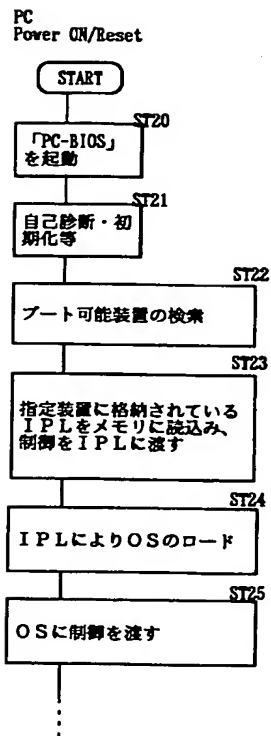 PC
Power ON/Reset
START
ST20
「PC-BIOS」
を起動
ST21
自己診断・初
期化等
ST22
ブート可能装置の検索
ST23
指定装置に格納されている
IPLをメモリに読込み、
制御をIPLに渡す
ST24
IPLによりOSのロード
ST25
OSに制御を渡す